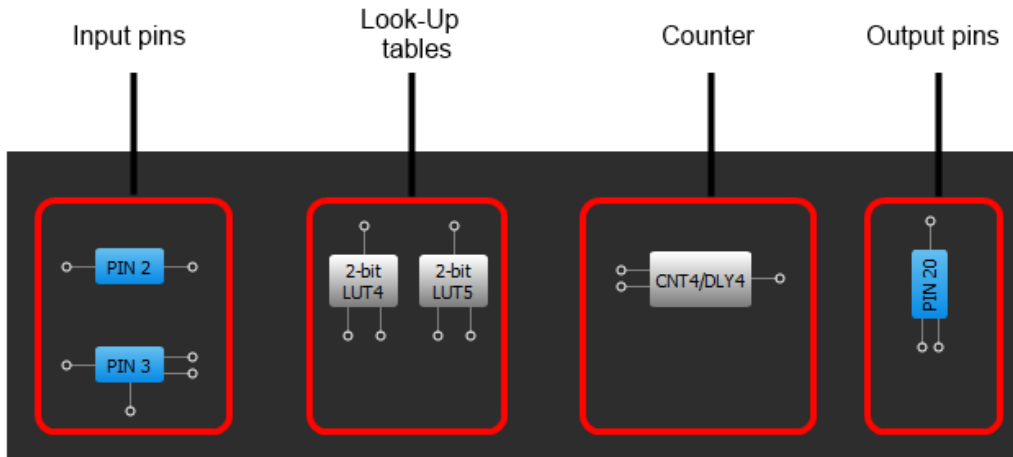 Input pins
Look-Up
tables
Counter
Output pins
PIN 2
PIN 3
2-bit
LUT4
2-bit
LUT5
CNT4/DLY4
PIN 20